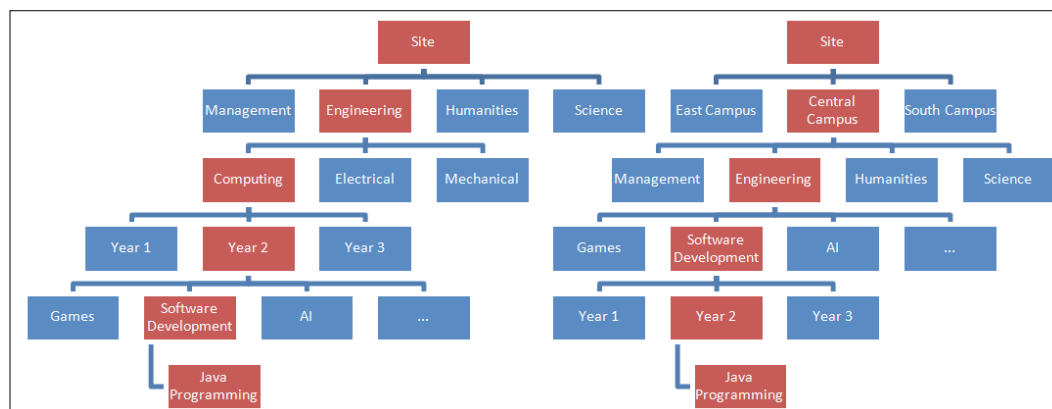 Site
Management
Engineering
Humanities
Science
Computing
Electrical
Mechanical
Year 1
Year 2
Year 3
Games
Software
Development
AI
...
Java
Programming
Site
East Campus
Central
Campus
South Campus
Management
Engineering
Humanities
Science
Games
Software
Development
AI
...
Year 1
Year 2
Year 3
Java
Programming